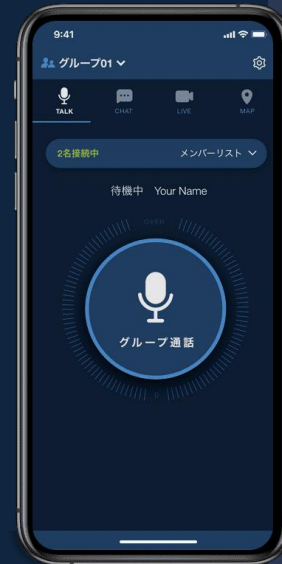 9:41
グループ01
TALK
CHAT
LIVE
MAP
2名接続中 メンバーリスト
待機中 Your Name
OVER
グループ通話